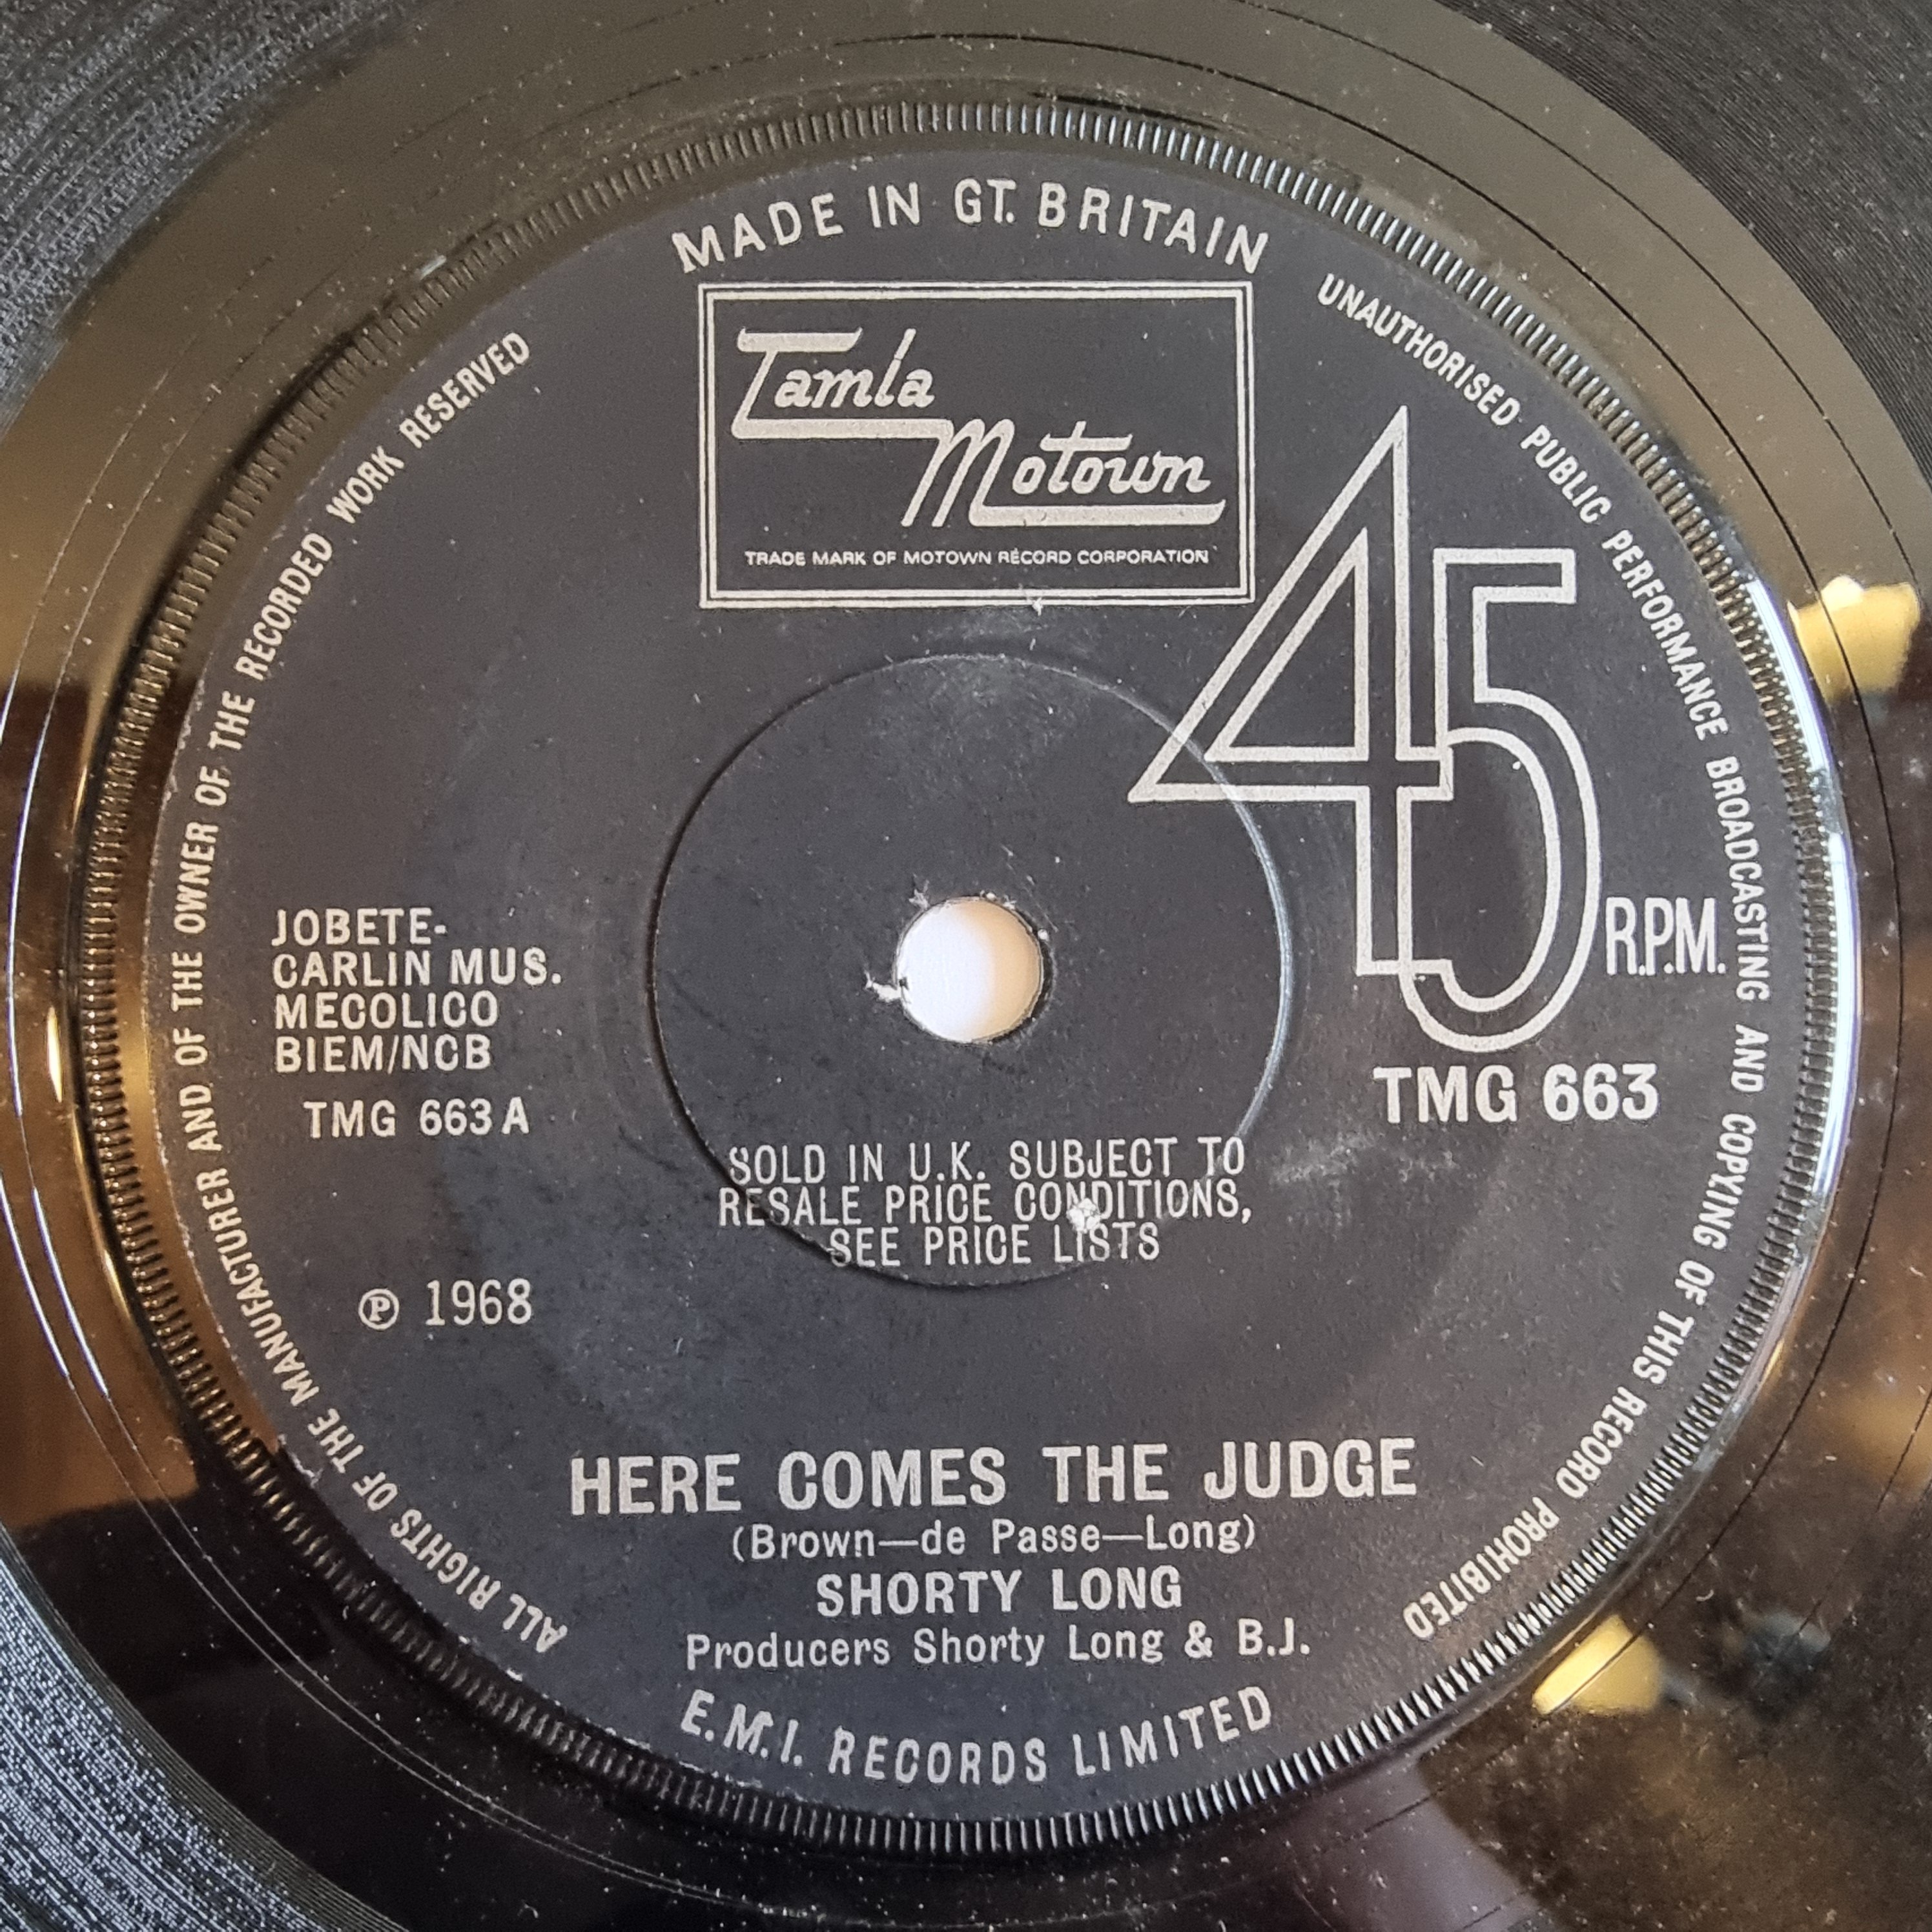 MADE IN GT. BRITAIN
Tamla
Motown
TRADE MARK OF MOTOWN RECORD CORPORATION
UNAUTHORISED PUBLIC PERFORMANCE BROADCASTING AND COPYING OF THIS RECORD PROHIBITED
ALL RIGHTS OF THE MANUFACTURER AND OF THE OWNER OF THE RECORDED WORK RESERVED
45
R.P.M.
TMG 663
JOBETE-
CARLIN MUS.
MECOLICO
BIEM/NCB
TMG 663 A
SOLD IN U.K. SUBJECT TO
RESALE PRICE CONDITIONS,
SEE PRICE LISTS
℗ 1968
HERE COMES THE JUDGE
(Brown—de Passe—Long)
SHORTY LONG
Producers Shorty Long & B.J.
E.M.I. RECORDS LIMITED